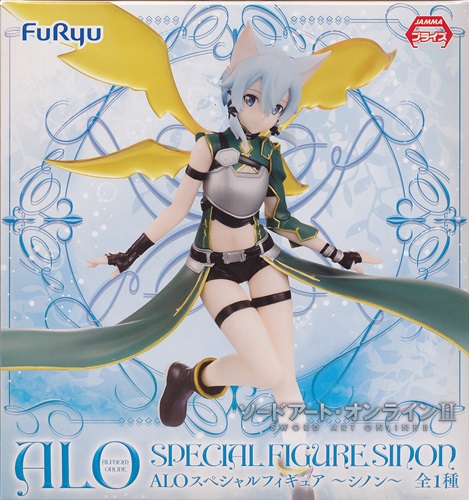 FuRyu
JAMMA
プライズ
ソードアート・オンラインⅡ
SWORD ART ONLINE Ⅱ
ALO
ALfheim
ONLINE
SPECIAL FIGURE SINON
ALOスペシャルフィギュア ～シノン～ 全1種